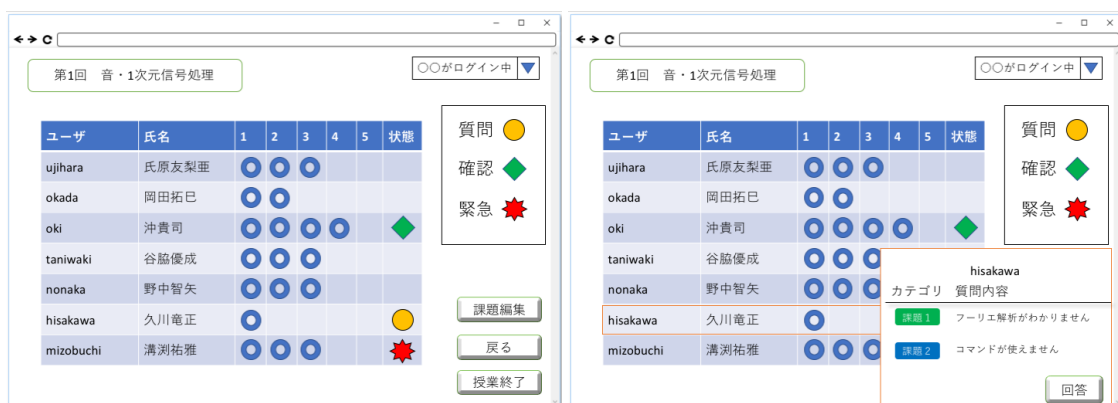 第1回 音・1次元信号処理
〇〇がログイン中
ユーザ 氏名 1 2 3 4 5 状態
ujihara 氏原友梨亜
okada 岡田拓巳
oki 沖貴司
taniwaki 谷脇優成
nonaka 野中智矢
hisakawa 久川竜正
mizobuchi 溝渕祐雅
質問
確認
緊急
課題編集
戻る
授業終了
第1回 音・1次元信号処理
〇〇がログイン中
ユーザ 氏名 1 2 3 4 5 状態
ujihara 氏原友梨亜
okada 岡田拓巳
oki 沖貴司
taniwaki 谷脇優成
nonaka 野中智矢
hisakawa 久川竜正
mizobuchi 溝渕祐雅
質問
確認
緊急
hisakawa
カテゴリ 質問内容
課題1 フーリエ解析がわかりません
課題2 コマンドが使えません
回答